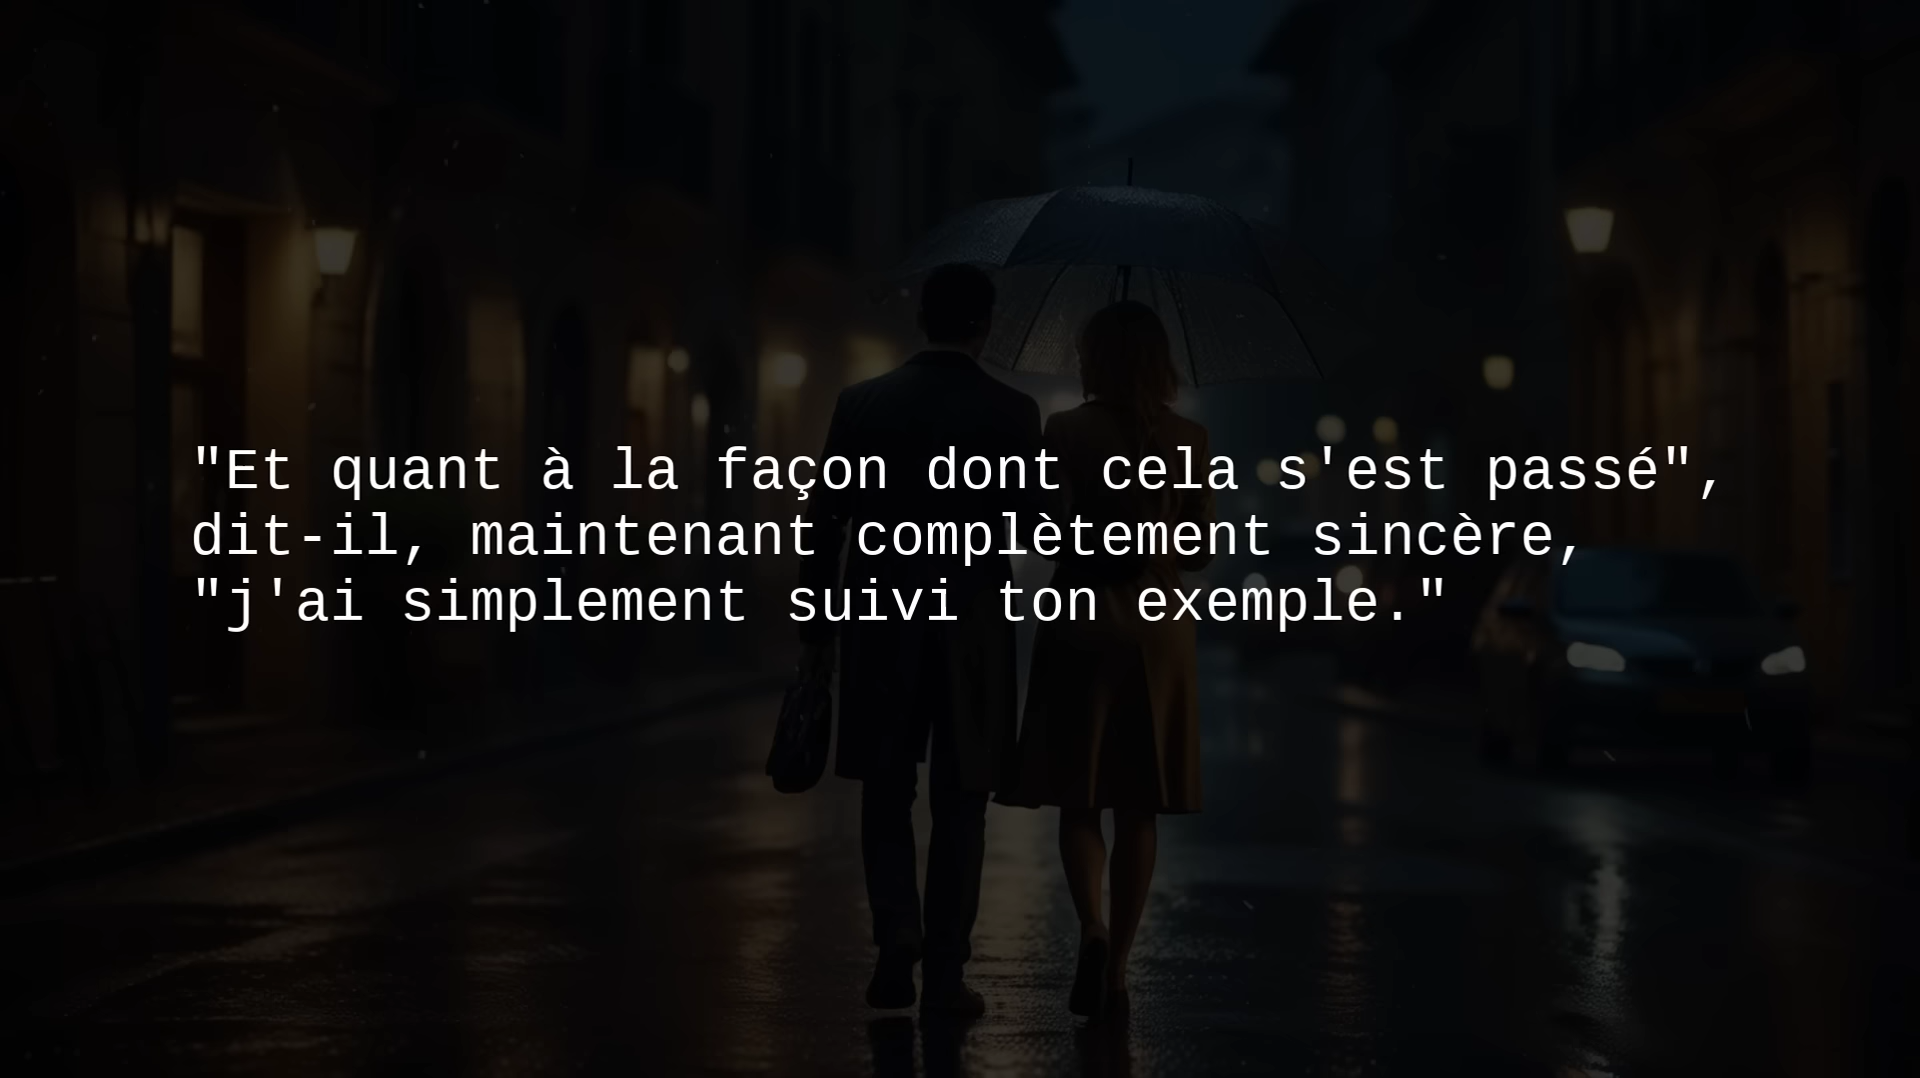 "Et quant à la façon dont cela s'est passé",
dit-il, maintenant complètement sincère,
"j'ai simplement suivi ton exemple."